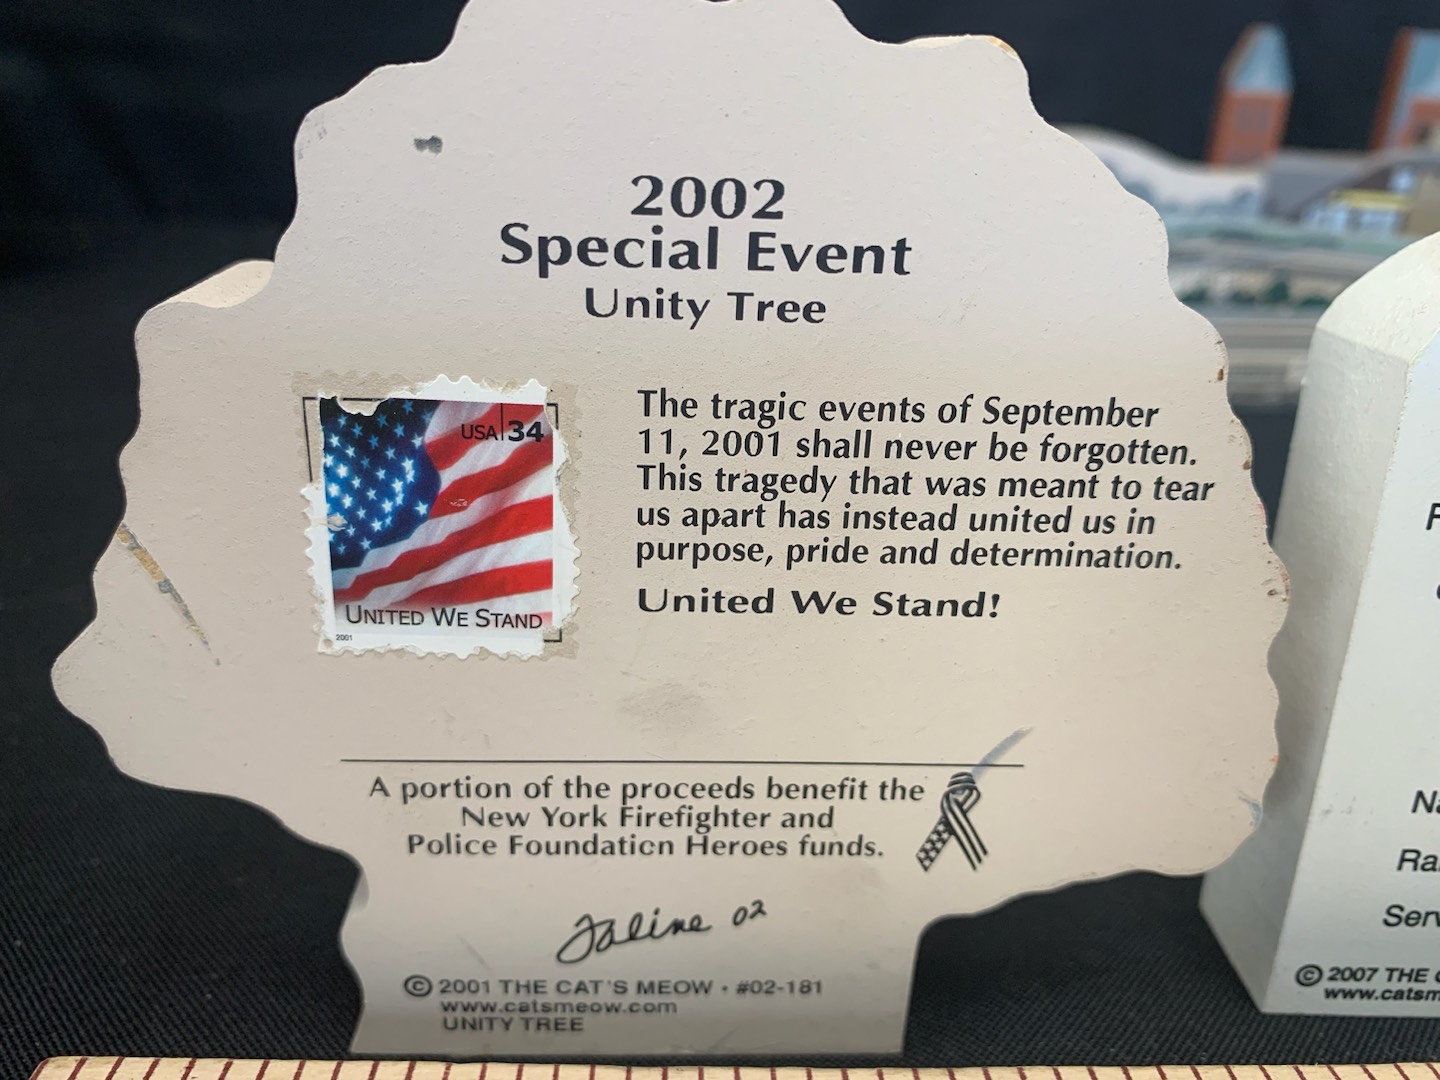 2002
Special Event
Unity Tree
USA 34
UNITED WE STAND
2001
The tragic events of September
11, 2001 shall never be forgotten.
This tragedy that was meant to tear
us apart has instead united us in
purpose, pride and determination.
United We Stand!
A portion of the proceeds benefit the
New York Firefighter and
Police Foundation Heroes funds.
Jaline 02
© 2001 THE CAT'S MEOW • #02-181
www.catsmeow.com
UNITY TREE
© 2007 THE